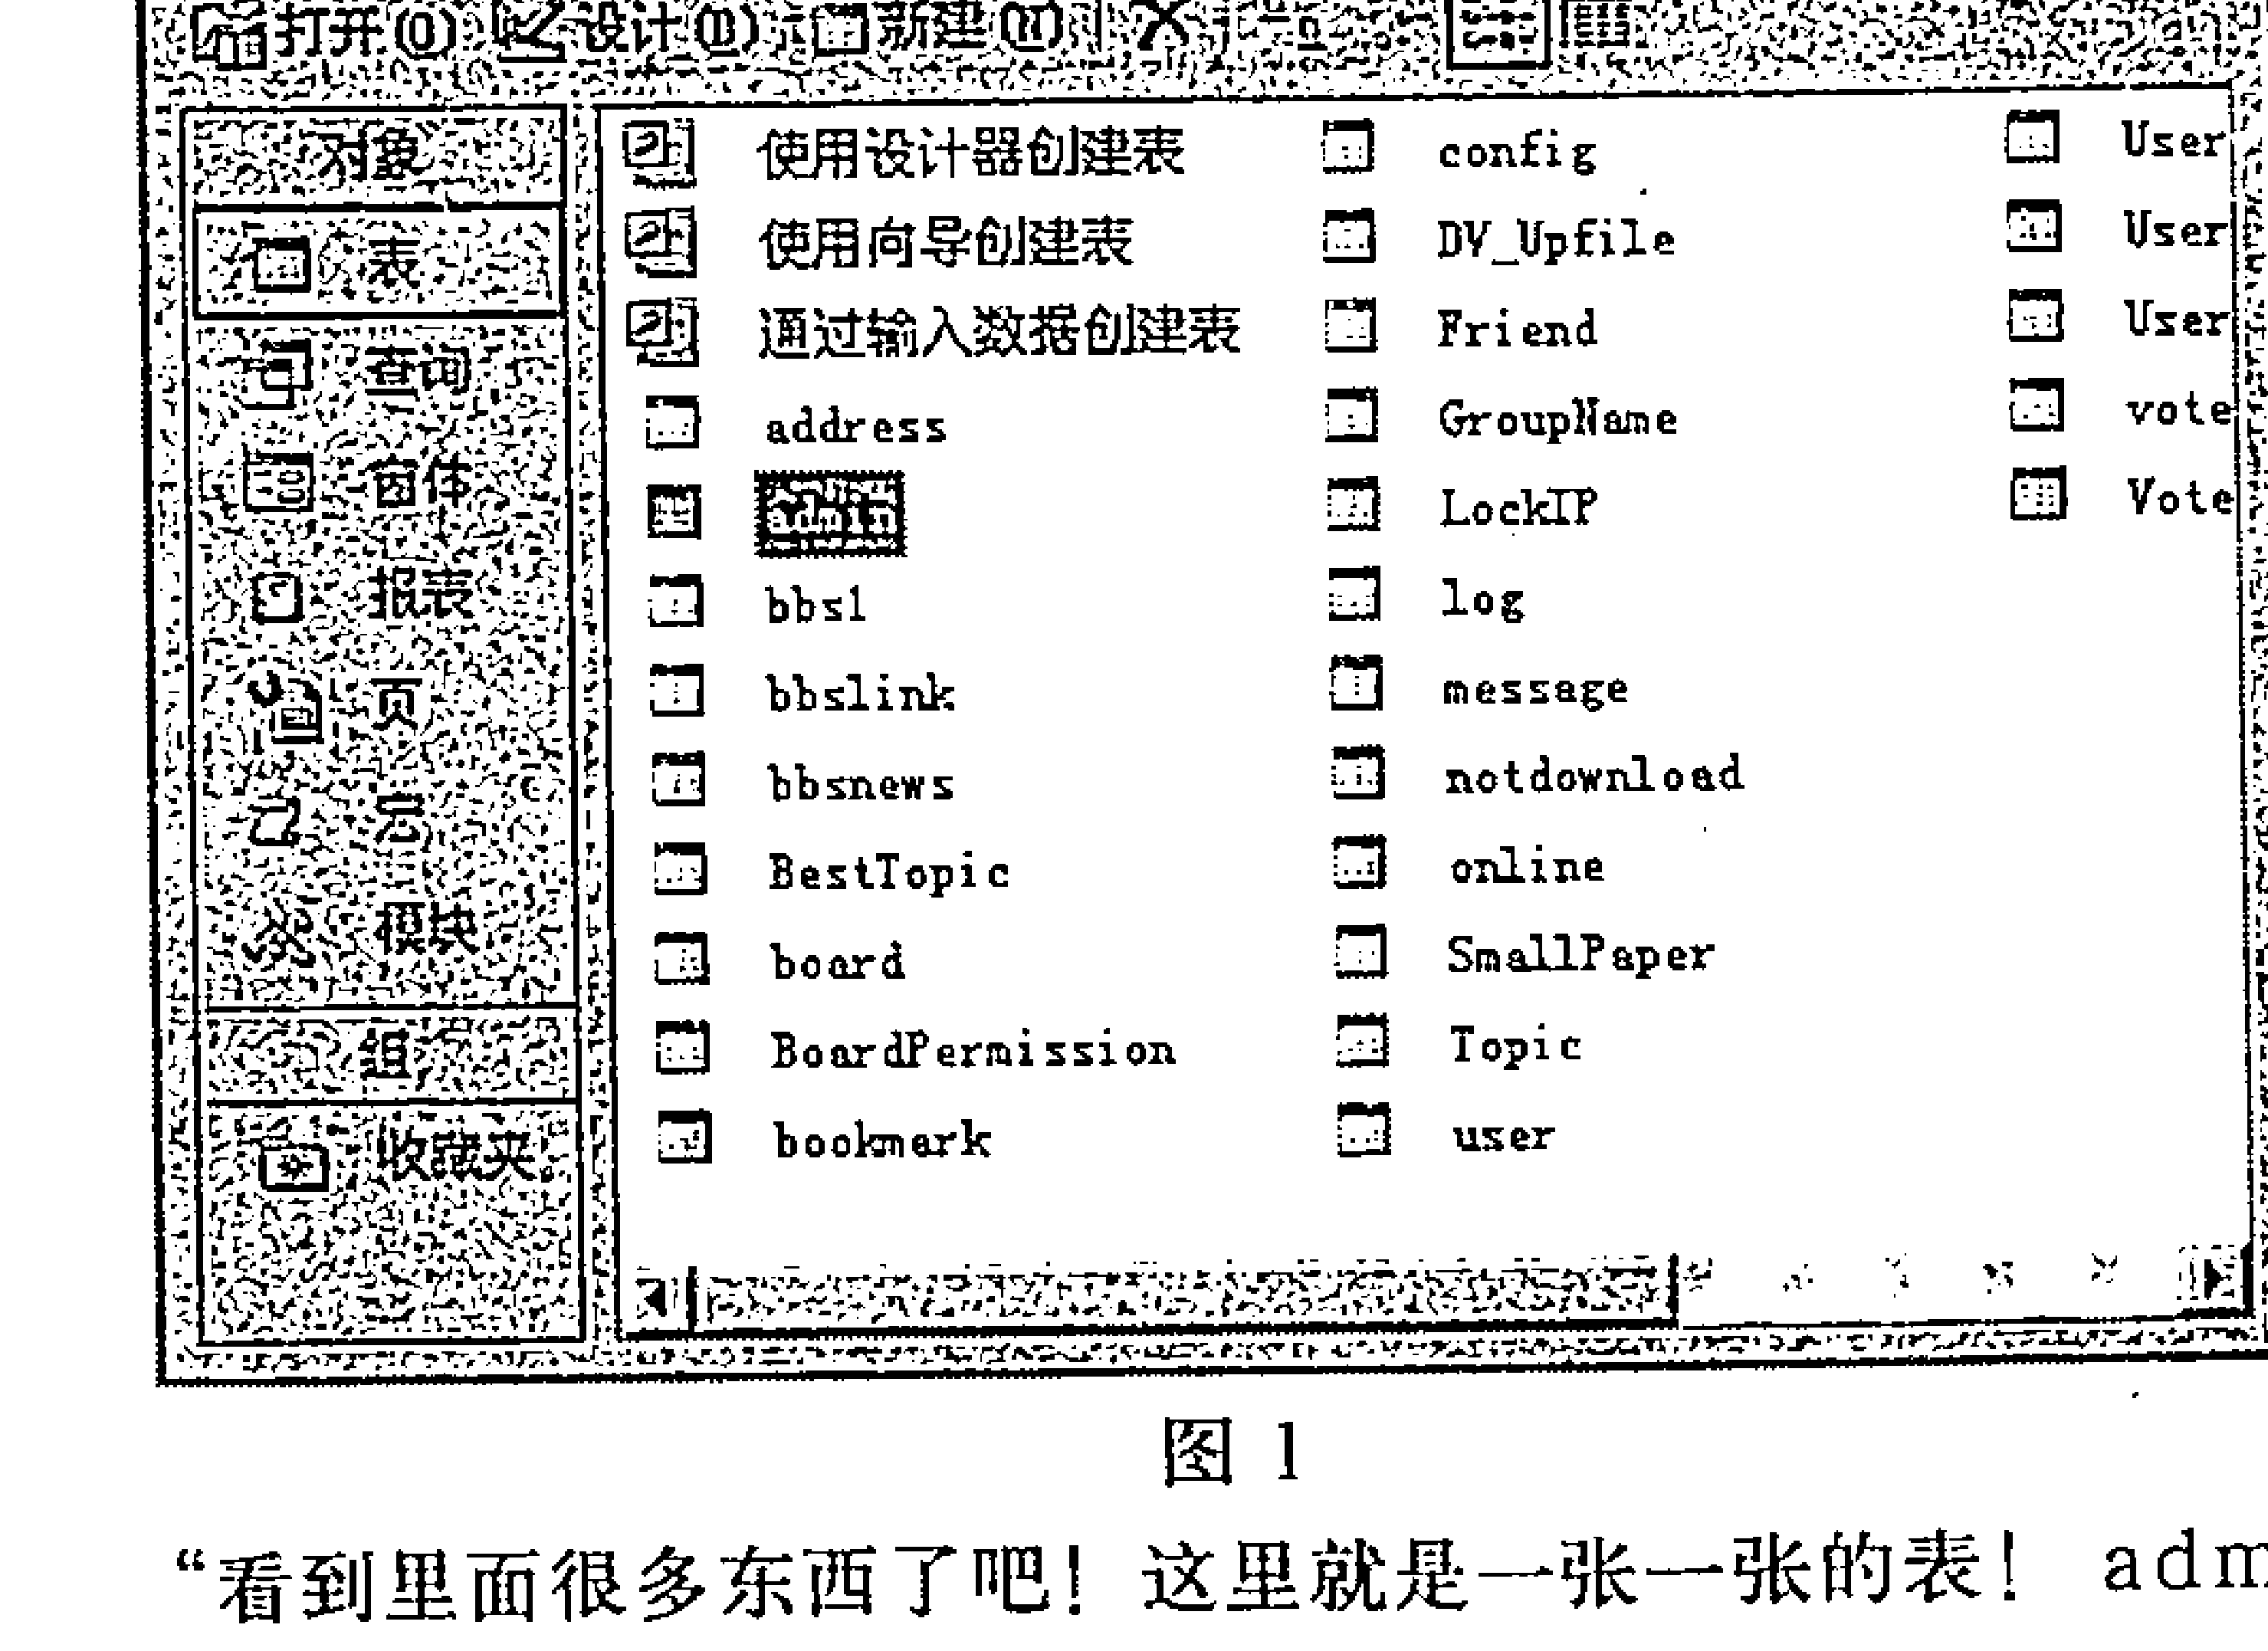 打开(O) 设计(D) 新建(N)
对象
表
查询
窗体
报表
页
宏
模块
组
收藏夹
使用设计器创建表
使用向导创建表
通过输入数据创建表
address
admin
bbs1
bbslink
bbsnews
BestTopic
board
BoardPermission
bookmark
config
DV_Upfile
Friend
GroupName
LockIP
log
message
notdownload
online
SmallPaper
Topic
user
User
User
User
vote
Vote
图 1
“看到里面很多东西了吧！这里就是一张一张的表！ adm